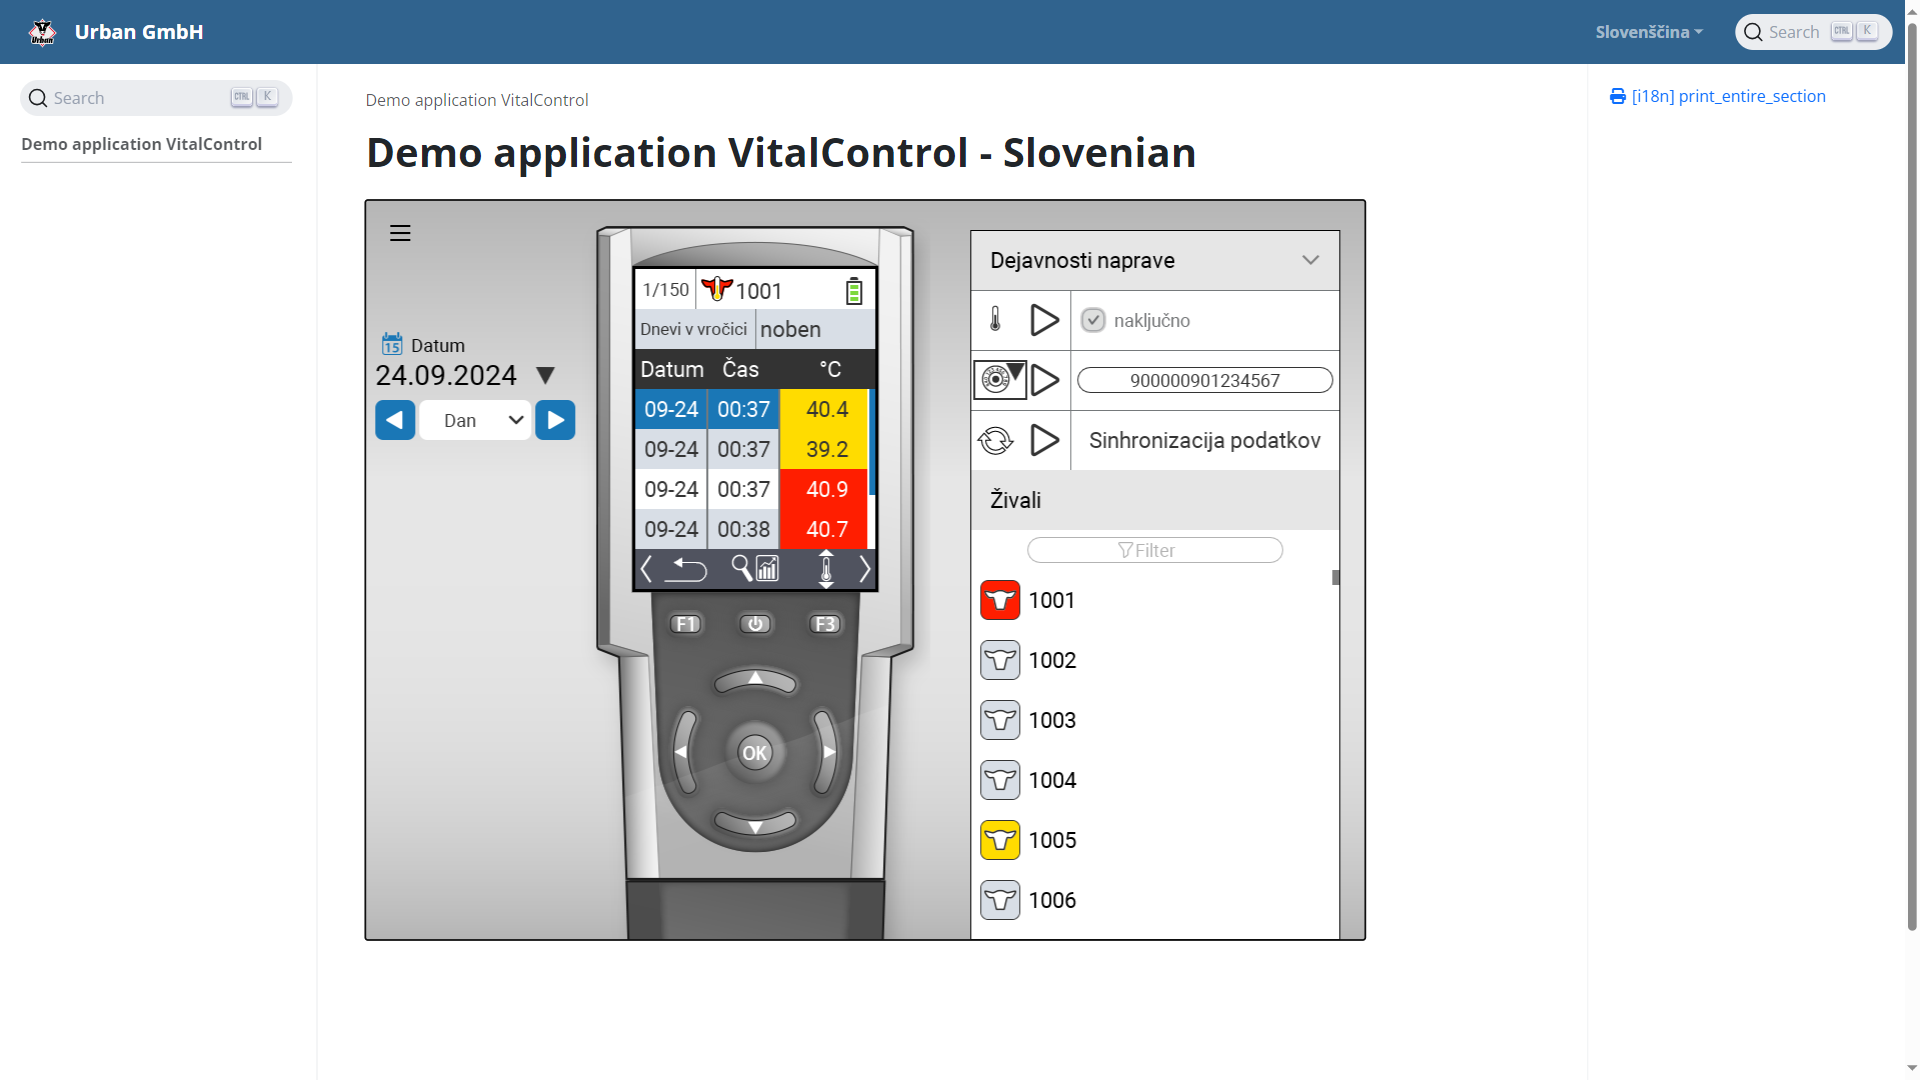 Urban GmbH
Slovenščina
Search CTRL K
Search CTRL K
Demo application VitalControl
Demo application VitalControl
Demo application VitalControl - Slovenian
[i18n] print_entire_section
15 Datum
24.09.2024
Dan
1/150 1001
Dnevi v vročici noben
Datum Čas °C
09-24 00:37 40.4
09-24 00:37 39.2
09-24 00:37 40.9
09-24 00:38 40.7
F1 F3
OK
Dejavnosti naprave
naključno
900000901234567
Sinhronizacija podatkov
Živali
Filter
1001
1002
1003
1004
1005
1006